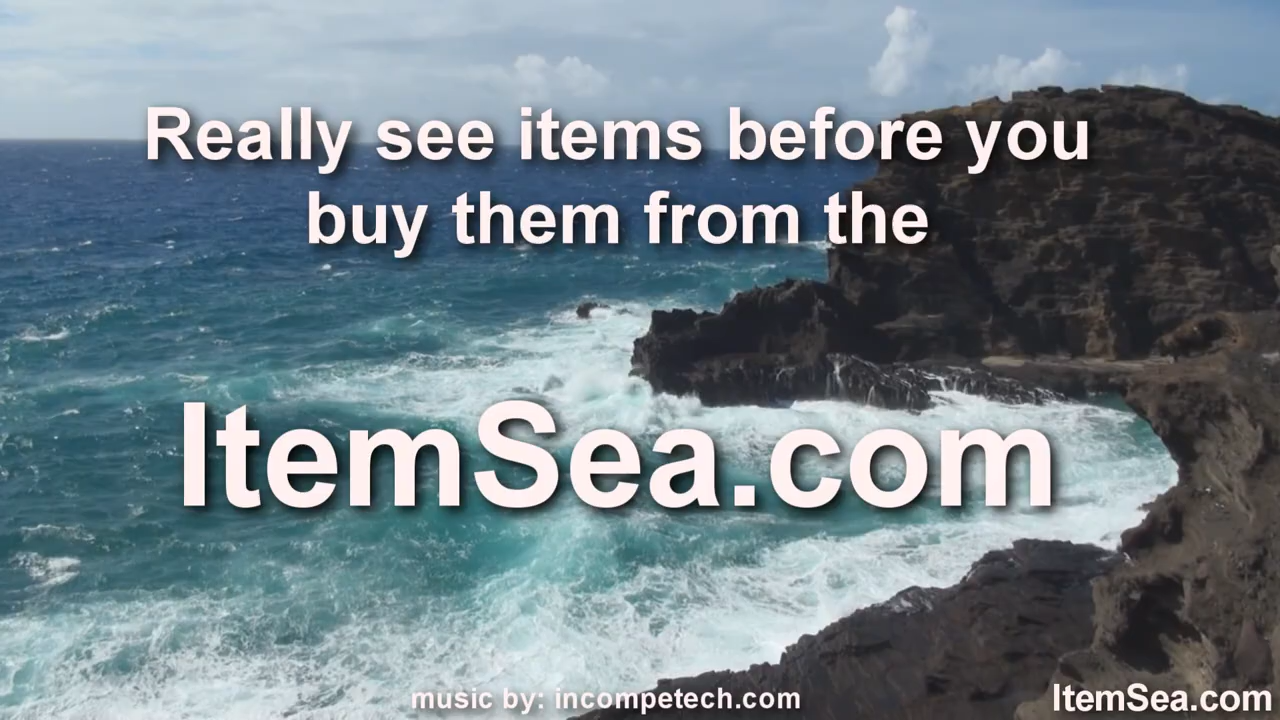 Really see items before you
buy them from the
ItemSea.com
music by: incompetech.com
ItemSea.com